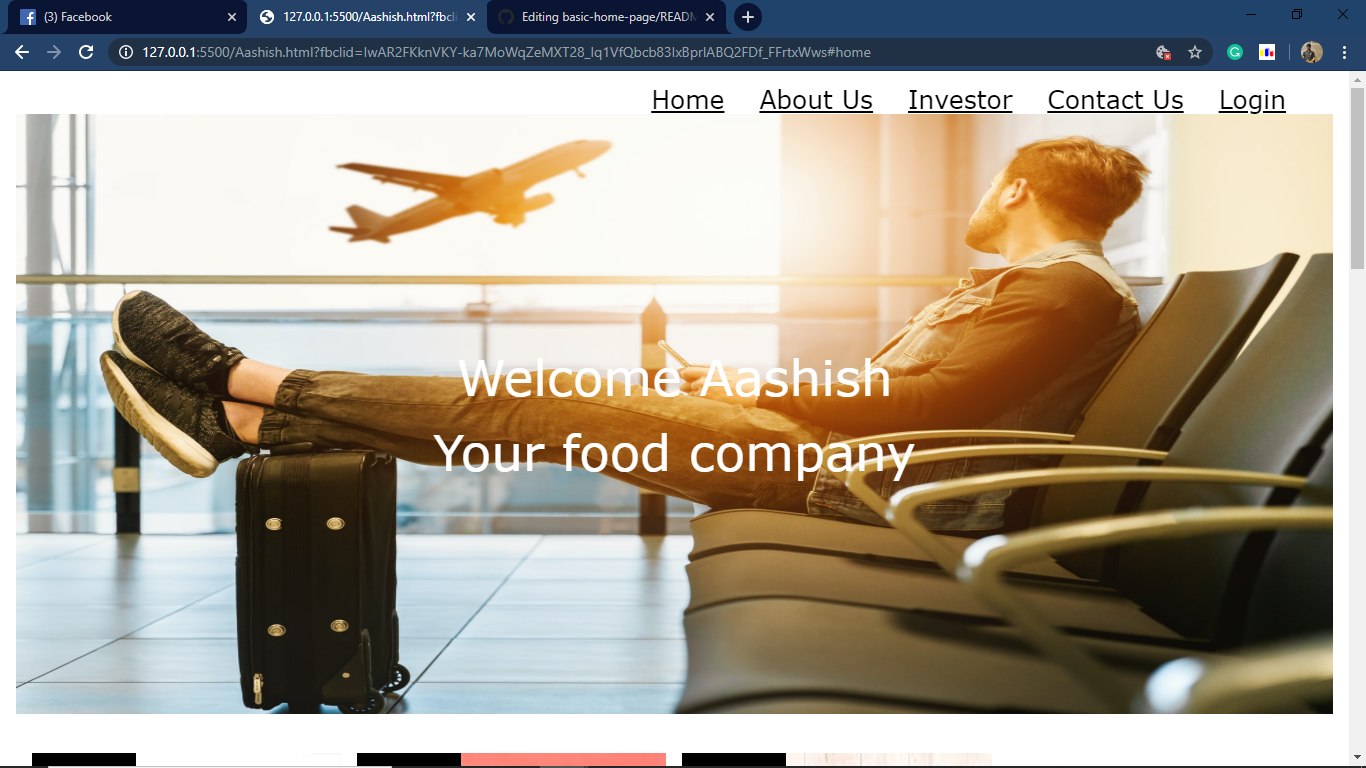 (3) Facebook
127.0.0.1:5500/Aashish.html?fbcli
Editing basic-home-page/READM
127.0.0.1:5500/Aashish.html?fbclid=IwAR2FKknVKY-ka7MoWqZeMXT28_Iq1VfQbcb83IxBprIABQ2FDf_FFrtxWws#home
Home About Us Investor Contact Us Login
Welcome Aashish
Your food company